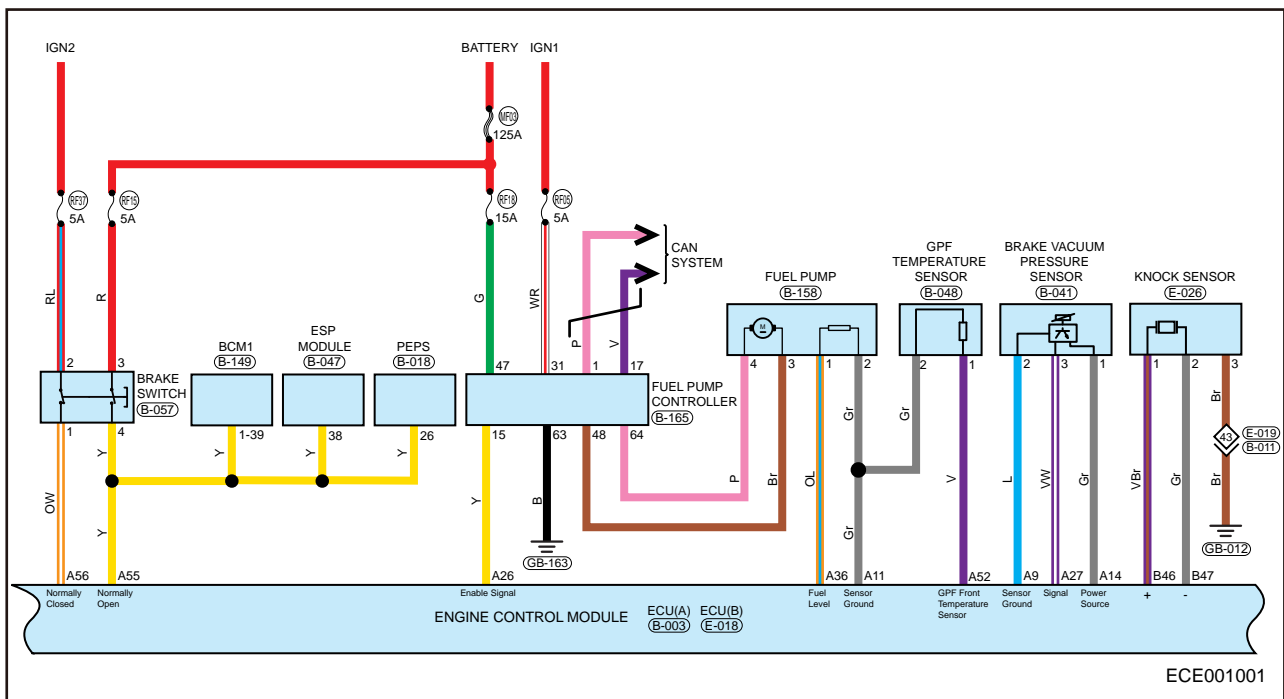 IGN2
BATTERY
IGN1
MF03
125A
RF37
5A
RF15
5A
RF18
15A
RF05
5A
CAN
SYSTEM
RL
R
G
WR
P
V
BCM1
B-149
ESP
MODULE
B-047
PEPS
B-018
FUEL PUMP
B-158
GPF
TEMPERATURE
SENSOR
B-048
BRAKE VACUUM
PRESSURE
SENSOR
B-041
KNOCK SENSOR
E-026
M
2
3
47
31
1
17
4
3
1
2
2
1
2
3
1
1
2
3
BRAKE
SWITCH
B-057
FUEL PUMP
CONTROLLER
B-165
1
4
1-39
38
26
15
63
48
64
Y
Y
Y
Y
OW
Y
Y
B
P
Br
OL
Gr
Gr
Gr
V
L
VW
Gr
VBr
Gr
Br
43
E-019
B-011
Br
GB-163
GB-012
A56
A55
A26
A36
A11
A52
A9
A27
A14
B46
B47
Normally
Closed
Normally
Open
Enable Signal
Fuel
Level
Sensor
Ground
GPF Front
Temperature
Sensor
Sensor
Ground
Signal
Power
Source
+
-
ENGINE CONTROL MODULE
ECU(A)
B-003
ECU(B)
E-018
ECE001001